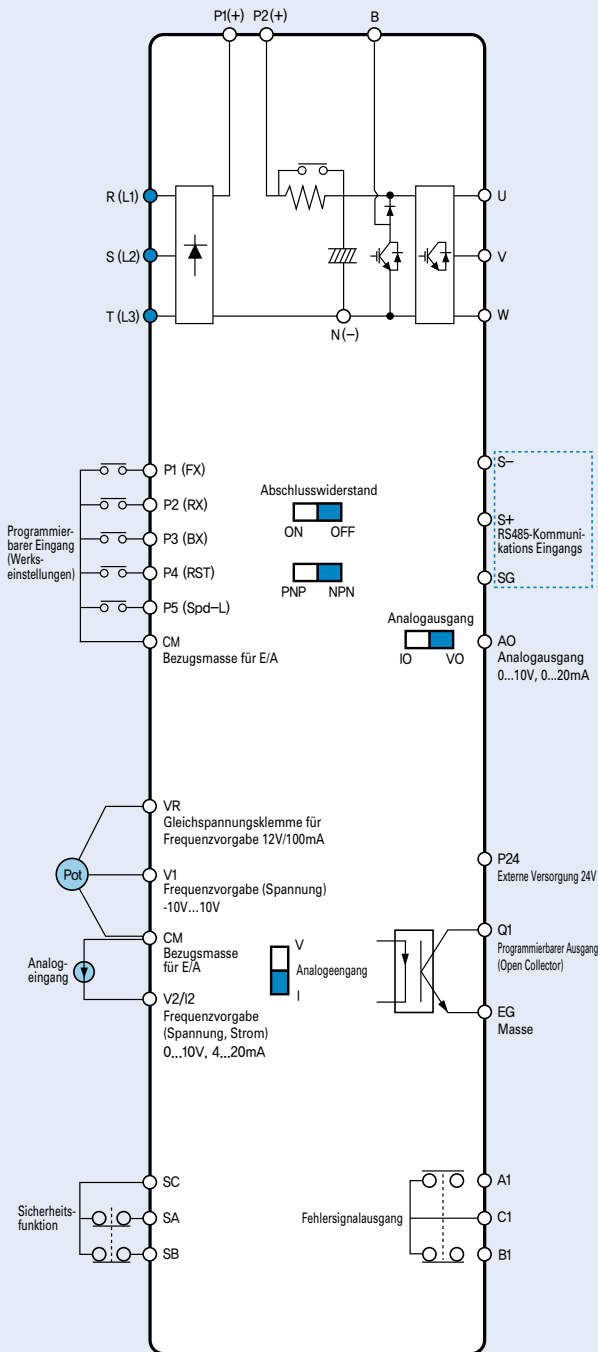 P1(+) P2(+) B
R (L1)
S (L2)
T (L3)
U
V
W
N(–)
Programmier-
barer Eingang
(Werks-
einstellungen)
P1 (FX)
P2 (RX)
P3 (BX)
P4 (RST)
P5 (Spd–L)
CM
Bezugsmasse für E/A
Abschlusswiderstand
ON OFF
PNP NPN
Analogausgang
IO VO
S–
S+
RS485-Kommuni-
kations Eingangs
SG
AO
Analogausgang
0...10V, 0...20mA
VR
Gleichspannungsklemme für
Frequenzvorgabe 12V/100mA
Pot
V1
Frequenzvorgabe (Spannung)
-10V...10V
CM
Bezugsmasse
für E/A
Analog-
eingang
V2/I2
Frequenzvorgabe
(Spannung, Strom)
0...10V, 4...20mA
V
Analogeengang
I
P24
Externe Versorgung 24V
Q1
Programmierbarer Ausgang
(Open Collector)
EG
Masse
Sicherheits-
funktion
SC
SA
SB
Fehlersignalausgang
A1
C1
B1